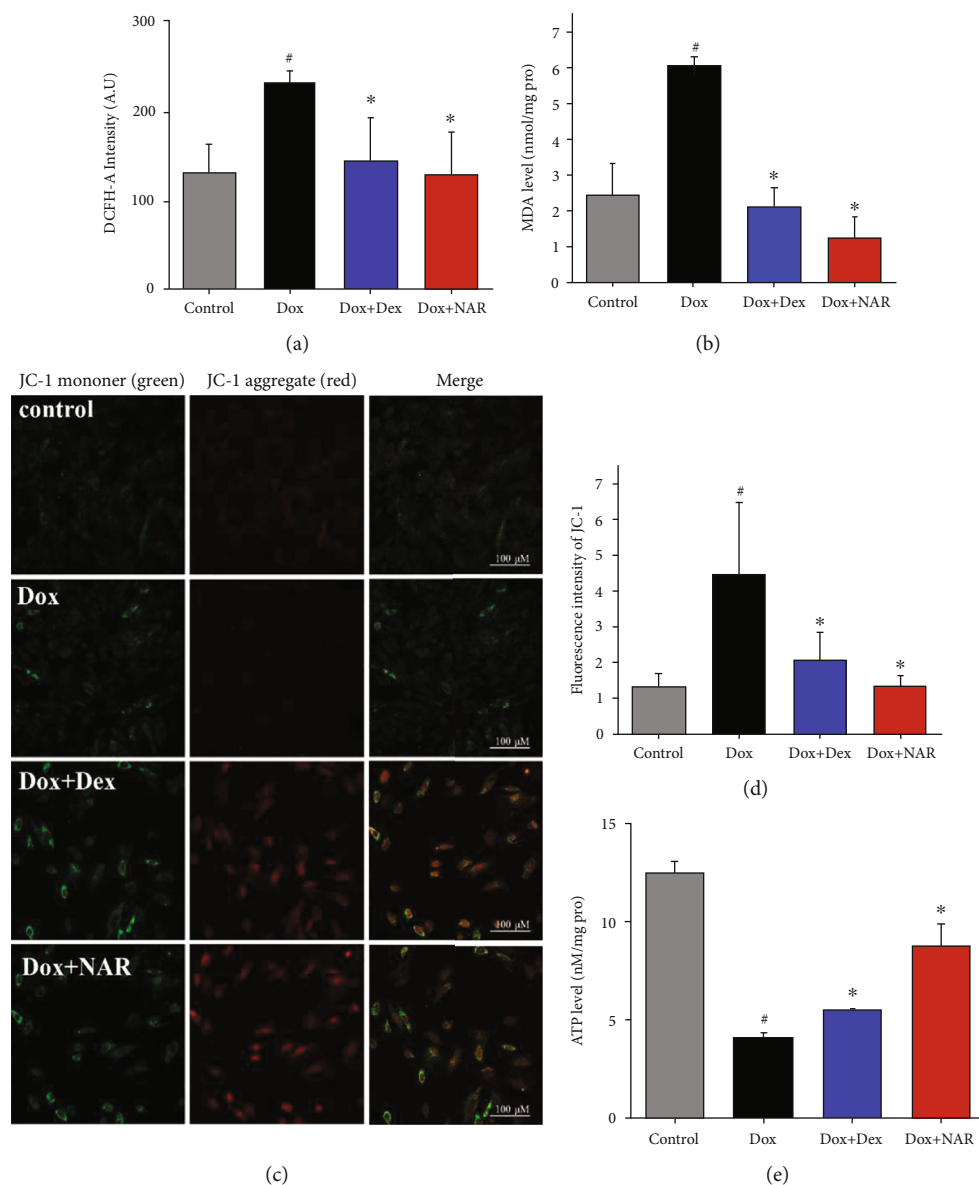 DCFH-A Intensity (A.U)
300
200
100
0
#
*
*
Control Dox Dox+Dex Dox+NAR
(a)
MDA level (nmol/mg pro)
7
6
5
4
3
2
1
0
#
*
*
Control Dox Dox+Dex Dox+NAR
(b)
JC-1 mononer (green) JC-1 aggregate (red) Merge
control
100 μM
Dox
100 μM
Dox+Dex
100 μM
Dox+NAR
100 μM
(c)
Fluorescence intensity of JC-1
7
6
5
4
3
2
1
0
#
*
*
Control Dox Dox+Dex Dox+NAR
(d)
ATP level (nM/mg pro)
15
10
5
0
#
*
*
Control Dox Dox+Dex Dox+NAR
(e)